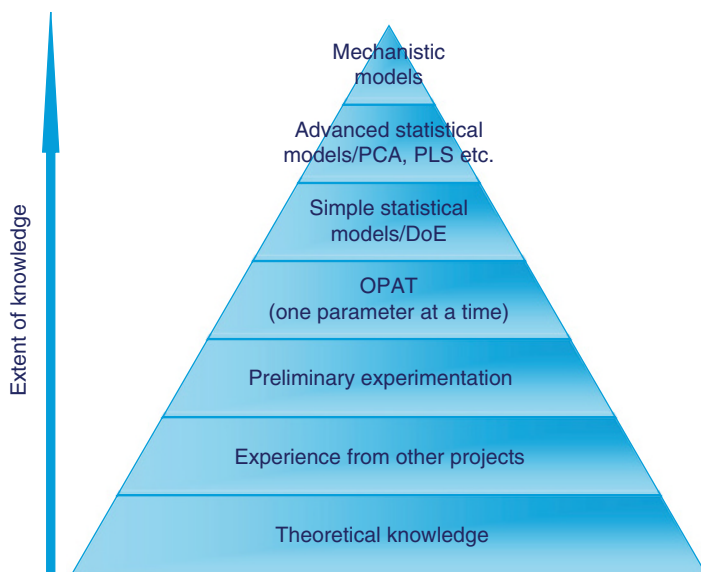 Extent of knowledge
Mechanistic
models
Advanced statistical
models/PCA, PLS etc.
Simple statistical
models/DoE
OPAT
(one parameter at a time)
Preliminary experimentation
Experience from other projects
Theoretical knowledge